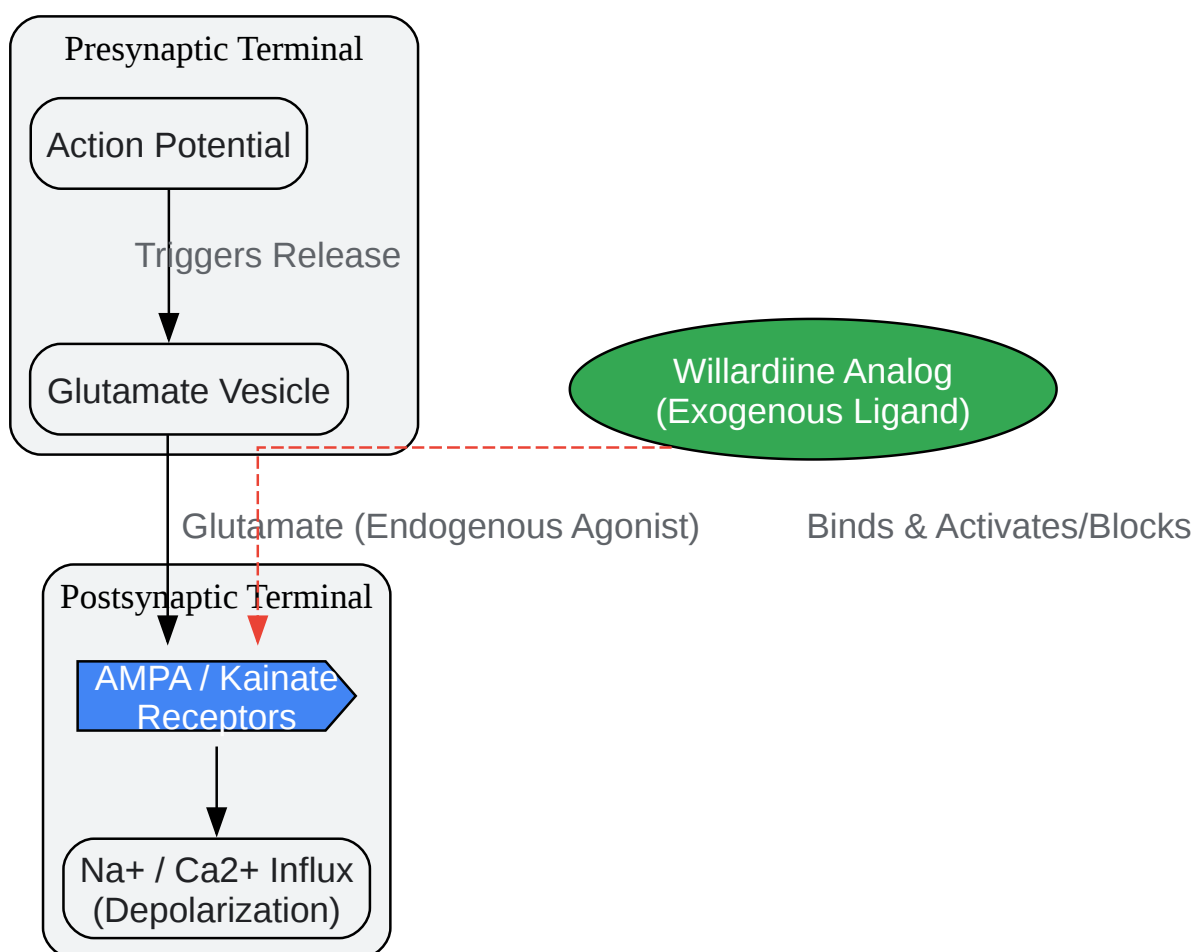 Presynaptic Terminal
Action Potential
Triggers Release
Glutamate Vesicle
Willardiine Analog
(Exogenous Ligand)
Glutamate (Endogenous Agonist)
Binds & Activates/Blocks
Postsynaptic Terminal
AMPA / Kainate
Receptors
Na+ / Ca2+ Influx
(Depolarization)